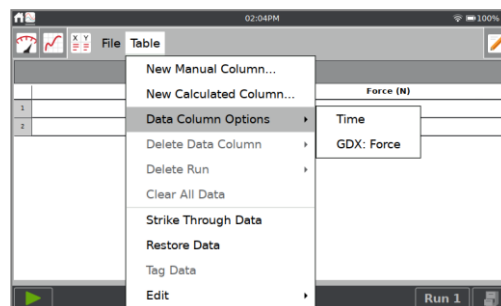 02:04PM
100%
X Y
File Table
New Manual Column...
New Calculated Column...
Force (N)
1
Data Column Options
Time
2
Delete Data Column
GDX: Force
Delete Run
Clear All Data
Strike Through Data
Restore Data
Tag Data
Edit
Run 1